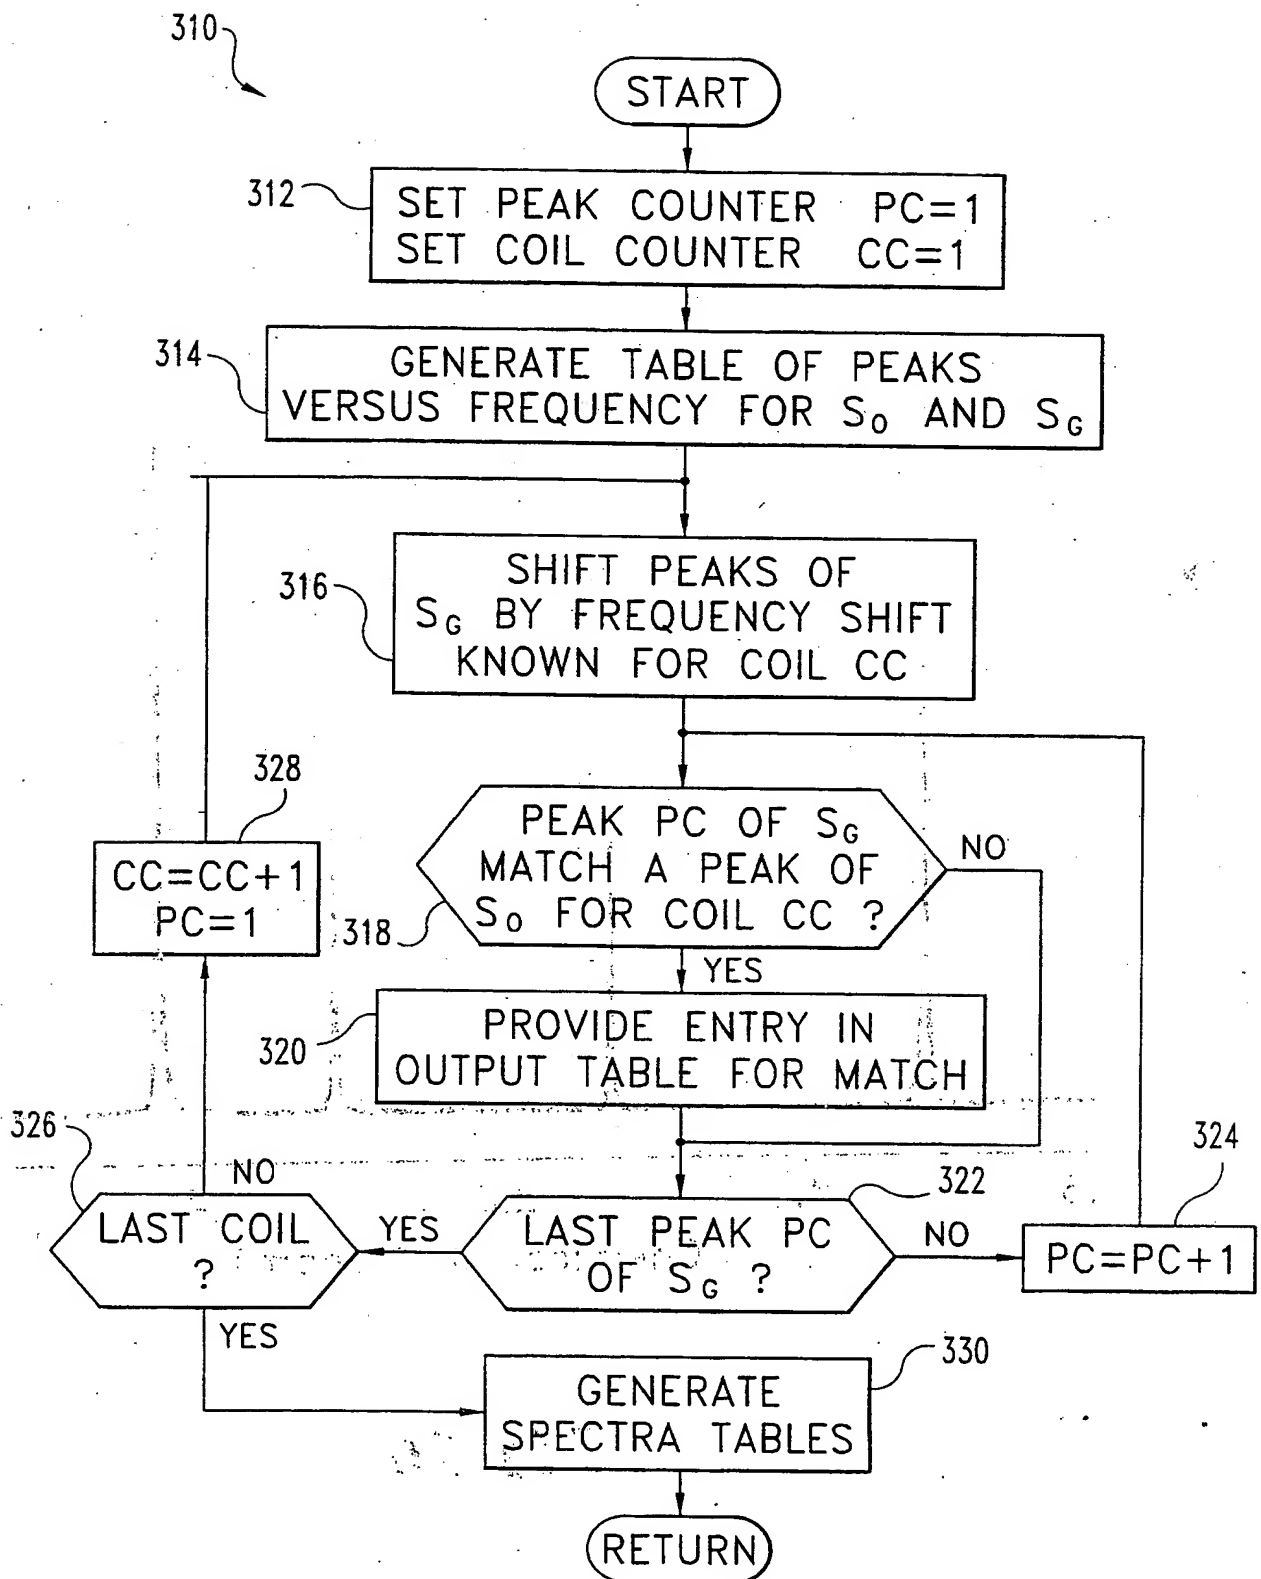 310
START
312
SET PEAK COUNTER PC=1
SET COIL COUNTER CC=1
314
GENERATE TABLE OF PEAKS
VERSUS FREQUENCY FOR S₀ AND S_G
316
SHIFT PEAKS OF
S_G BY FREQUENCY SHIFT
KNOWN FOR COIL CC
328
CC=CC+1
PC=1
PEAK PC OF S_G
MATCH A PEAK OF
S₀ FOR COIL CC ?
NO
318
YES
320
PROVIDE ENTRY IN
OUTPUT TABLE FOR MATCH
326
NO
LAST COIL
?
YES
322
LAST PEAK PC
OF S_G ?
NO
324
PC=PC+1
YES
330
GENERATE
SPECTRA TABLES
RETURN